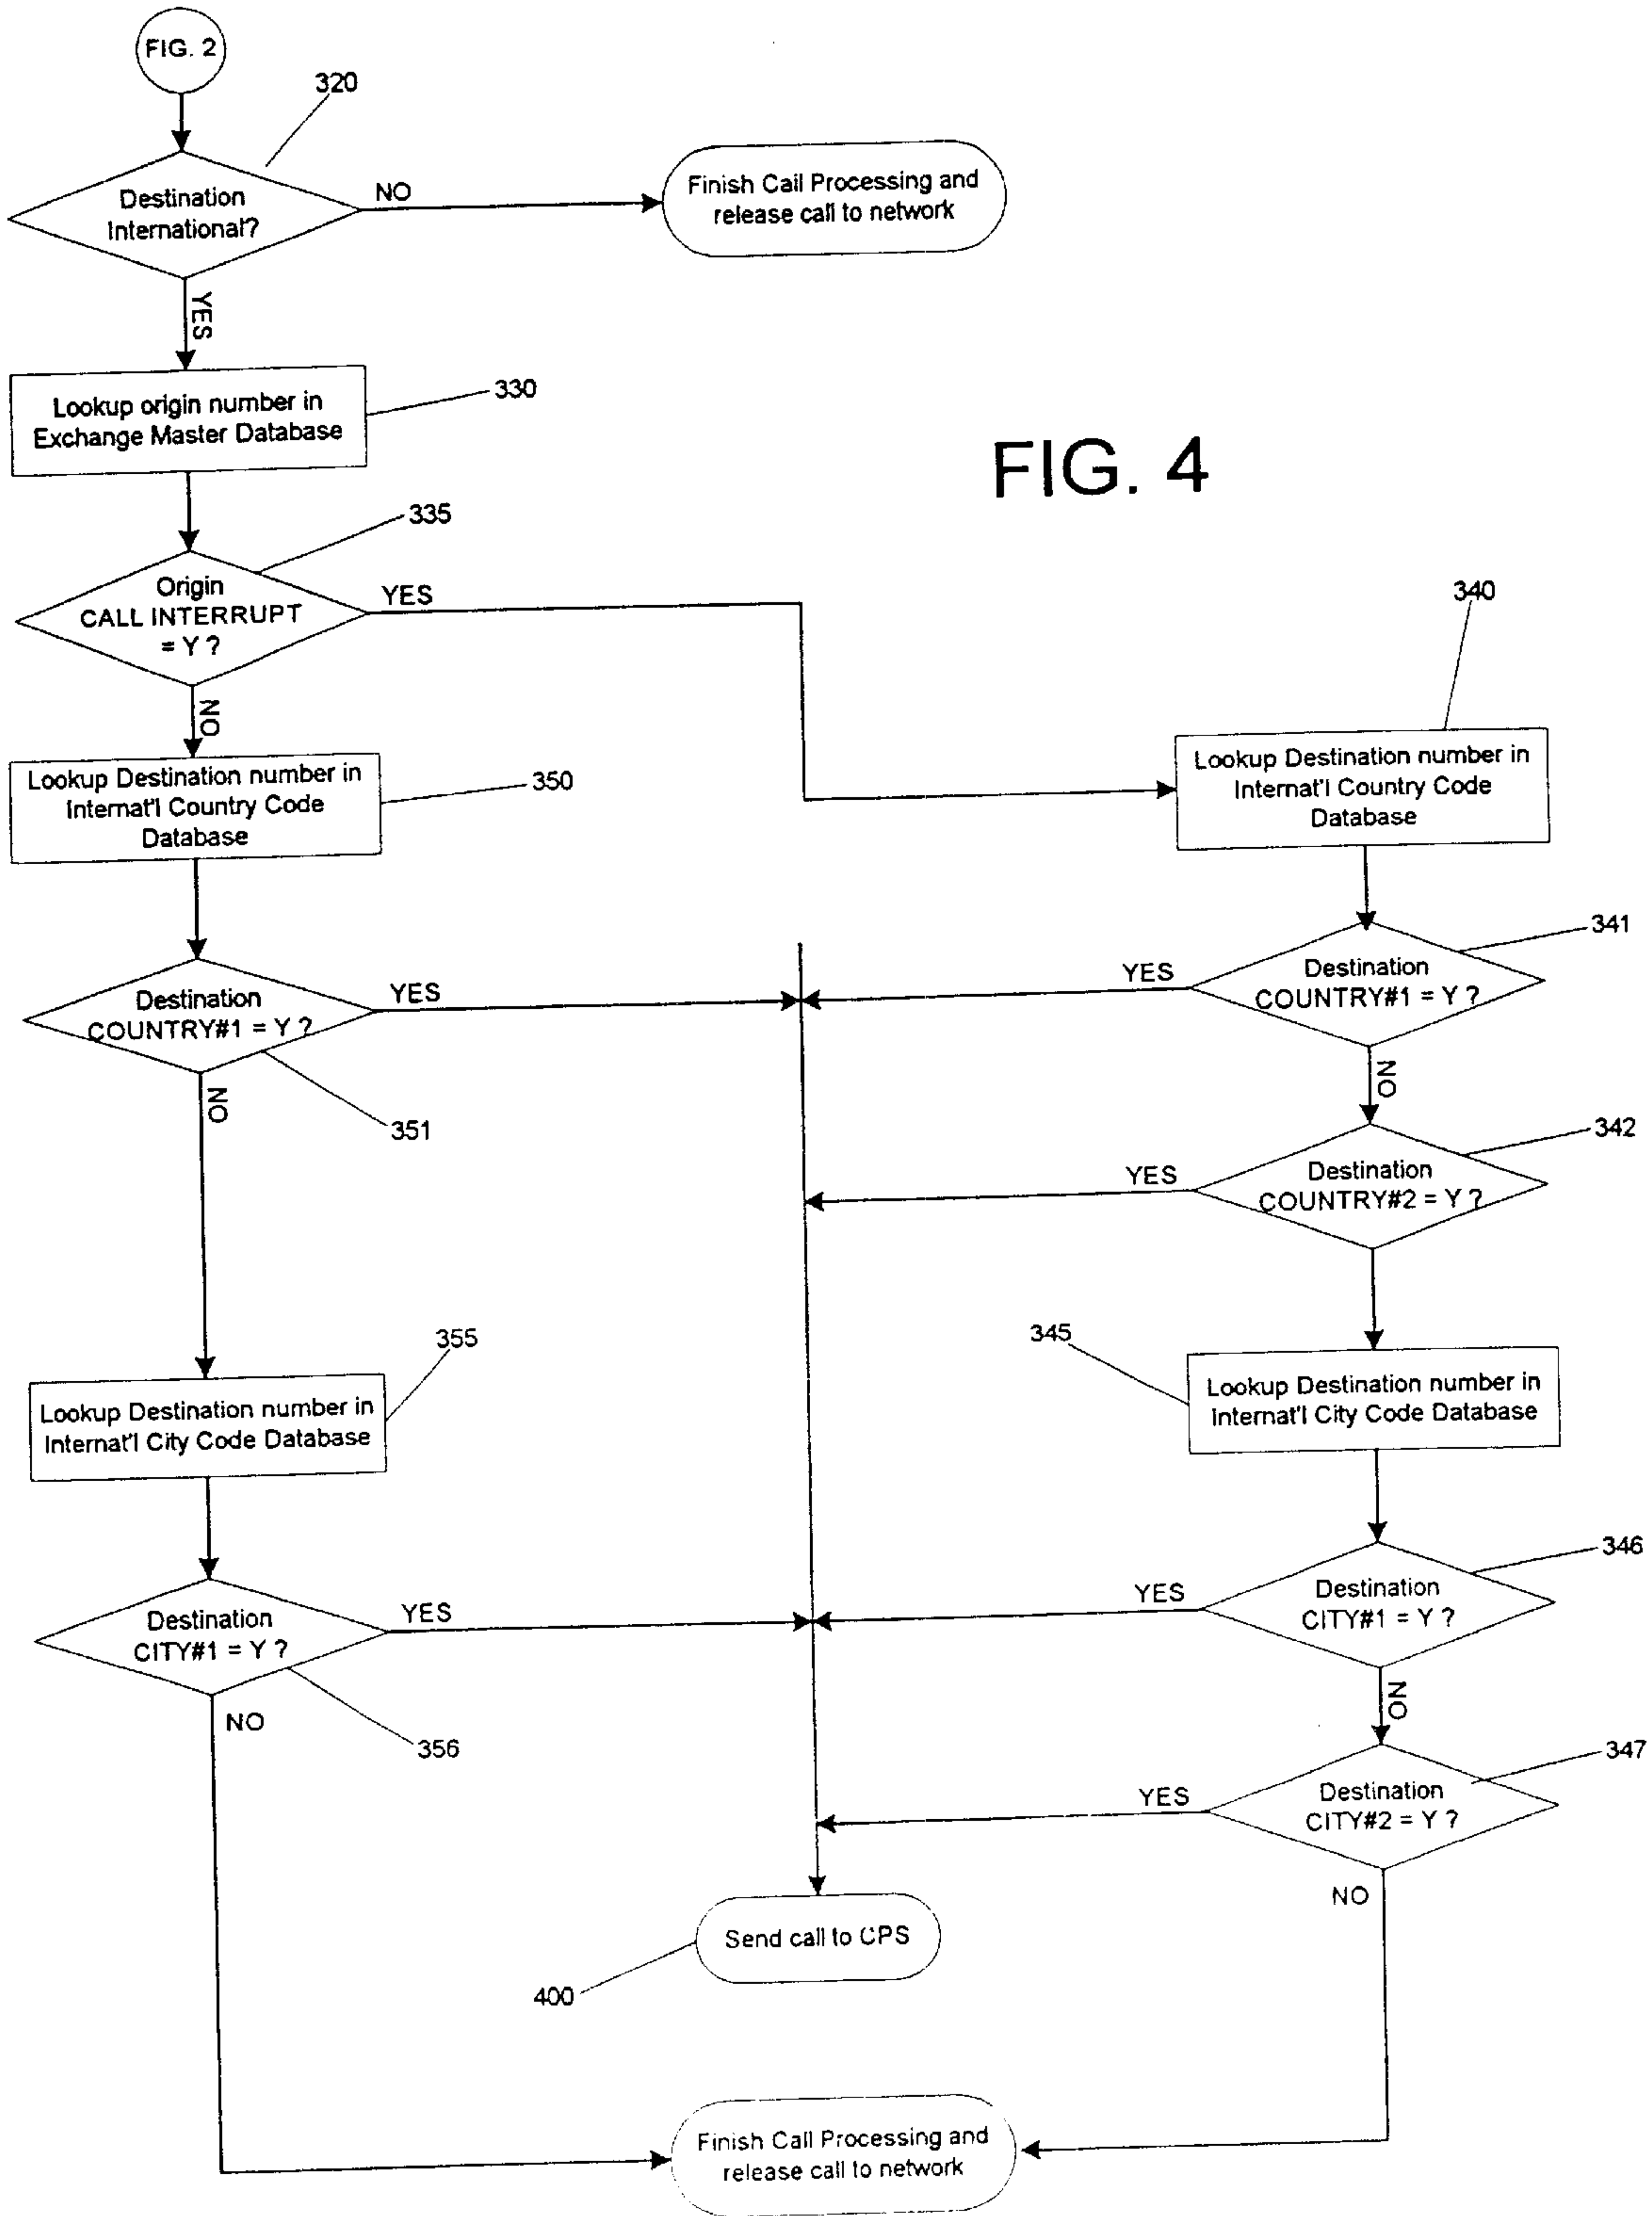 FIG. 2
320
Destination
International?
NO
Finish Call Processing and
release call to network
YES
Lookup origin number in
Exchange Master Database
330
FIG. 4
335
Origin
CALL INTERRUPT
= Y ?
YES
340
NO
Lookup Destination number in
Internat'l Country Code
Database
350
Lookup Destination number in
Internat'l Country Code
Database
341
Destination
COUNTRY#1 = Y ?
YES
YES
Destination
COUNTRY#1 = Y ?
NO
351
NO
342
YES
Destination
COUNTRY#2 = Y ?
355
345
Lookup Destination number in
Internat'l City Code Database
Lookup Destination number in
Internat'l City Code Database
346
Destination
CITY#1 = Y ?
YES
YES
Destination
CITY#1 = Y ?
NO
356
NO
347
YES
Destination
CITY#2 = Y ?
NO
Send call to CPS
400
Finish Call Processing and
release call to network